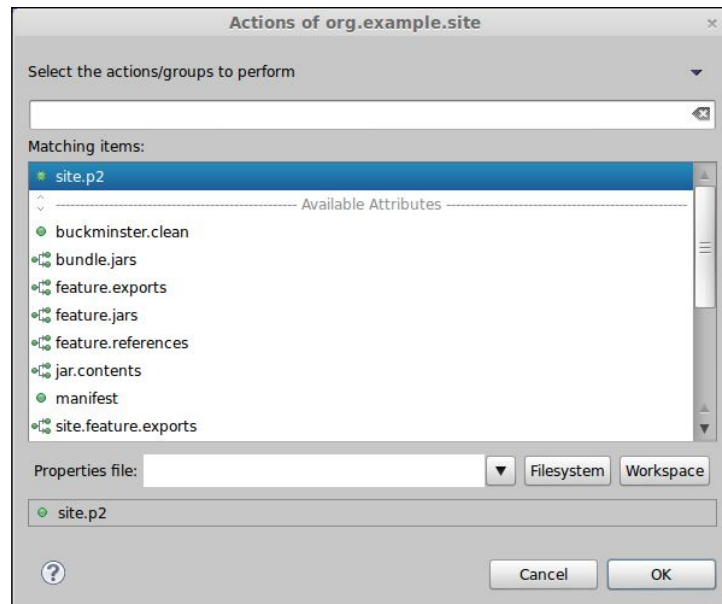 Actions of org.example.site
Select the actions/groups to perform
Matching items:
site.p2
Available Attributes
buckminster.clean
bundle.jars
feature.exports
feature.jars
feature.references
jar.contents
manifest
site.feature.exports
Properties file: Filesystem Workspace
site.p2
Cancel OK